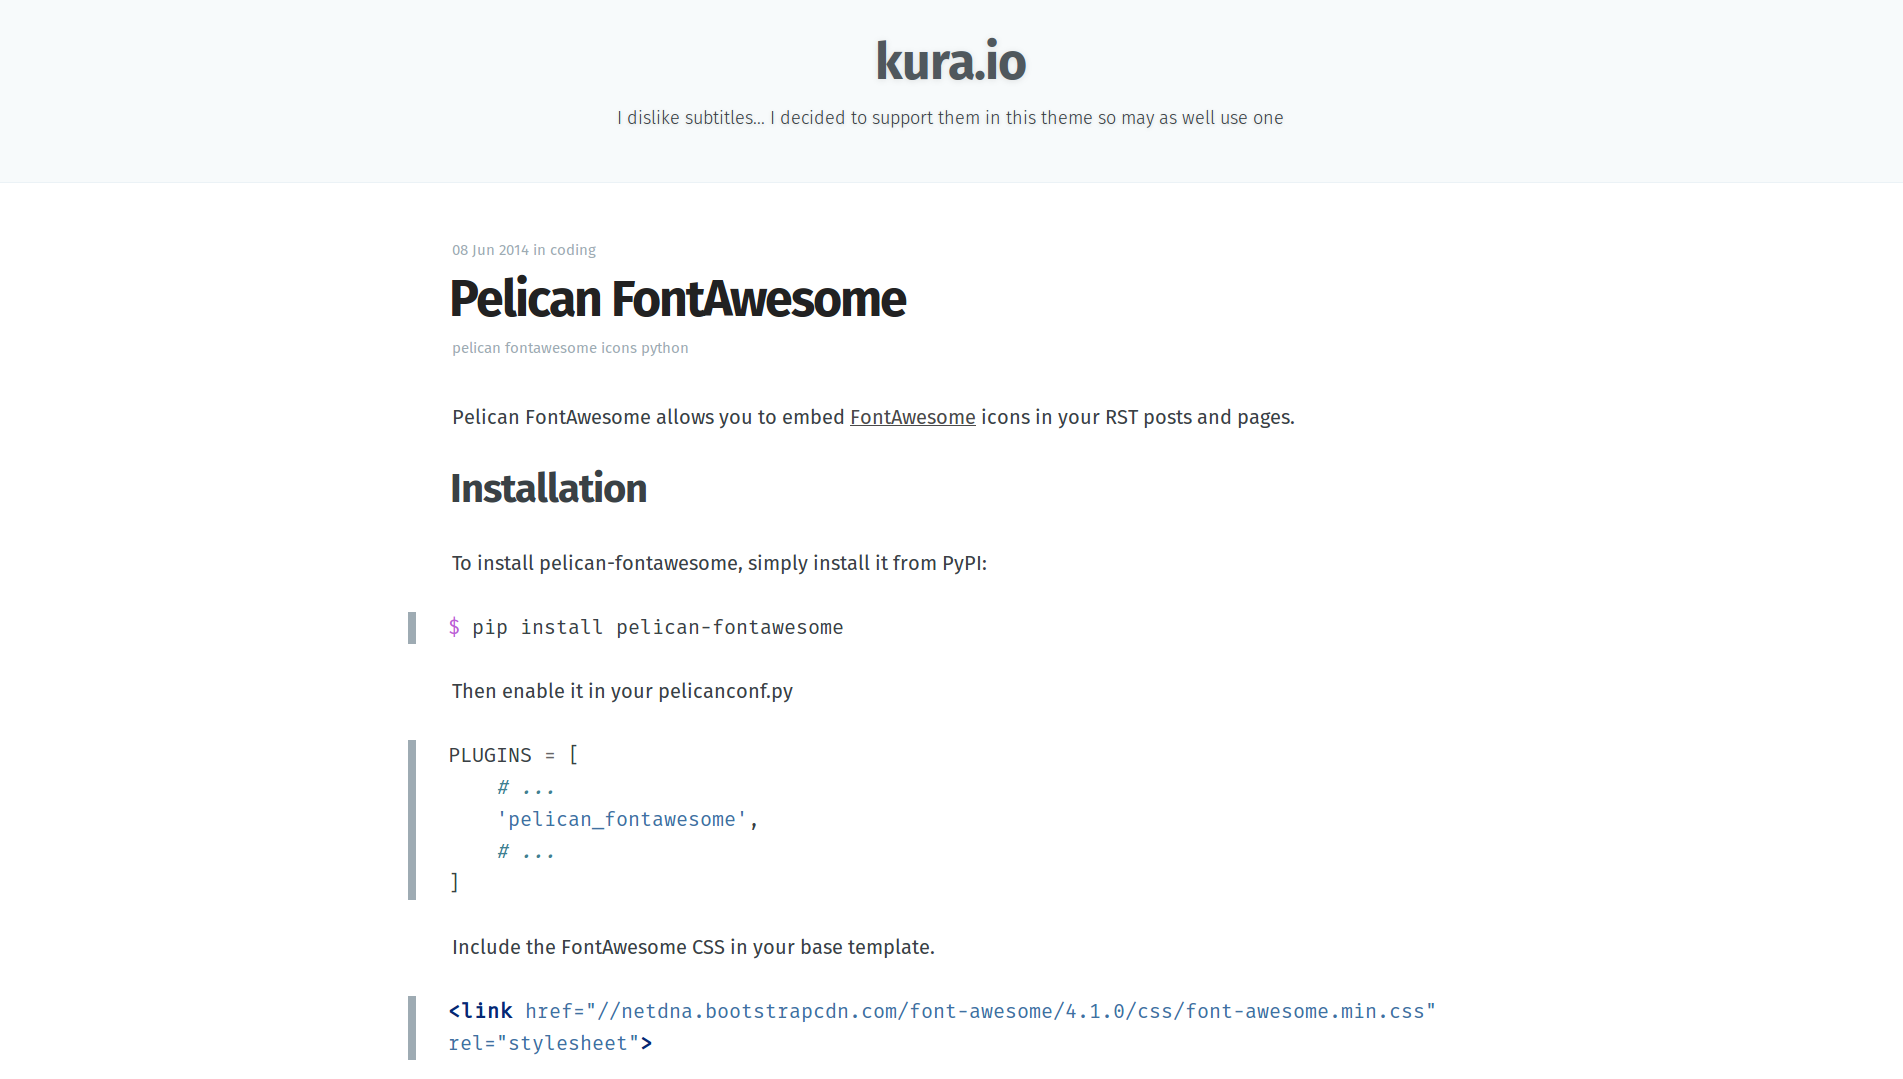 kura.io
I dislike subtitles... I decided to support them in this theme so may as well use one
08 Jun 2014 in coding
Pelican FontAwesome
pelican fontawesome icons python
Pelican FontAwesome allows you to embed FontAwesome icons in your RST posts and pages.
Installation
To install pelican-fontawesome, simply install it from PyPI:
$ pip install pelican-fontawesome
Then enable it in your pelicanconf.py
PLUGINS = [
    # ...
    'pelican_fontawesome',
    # ...
]
Include the FontAwesome CSS in your base template.
<link href="//netdna.bootstrapcdn.com/font-awesome/4.1.0/css/font-awesome.min.css"
rel="stylesheet">